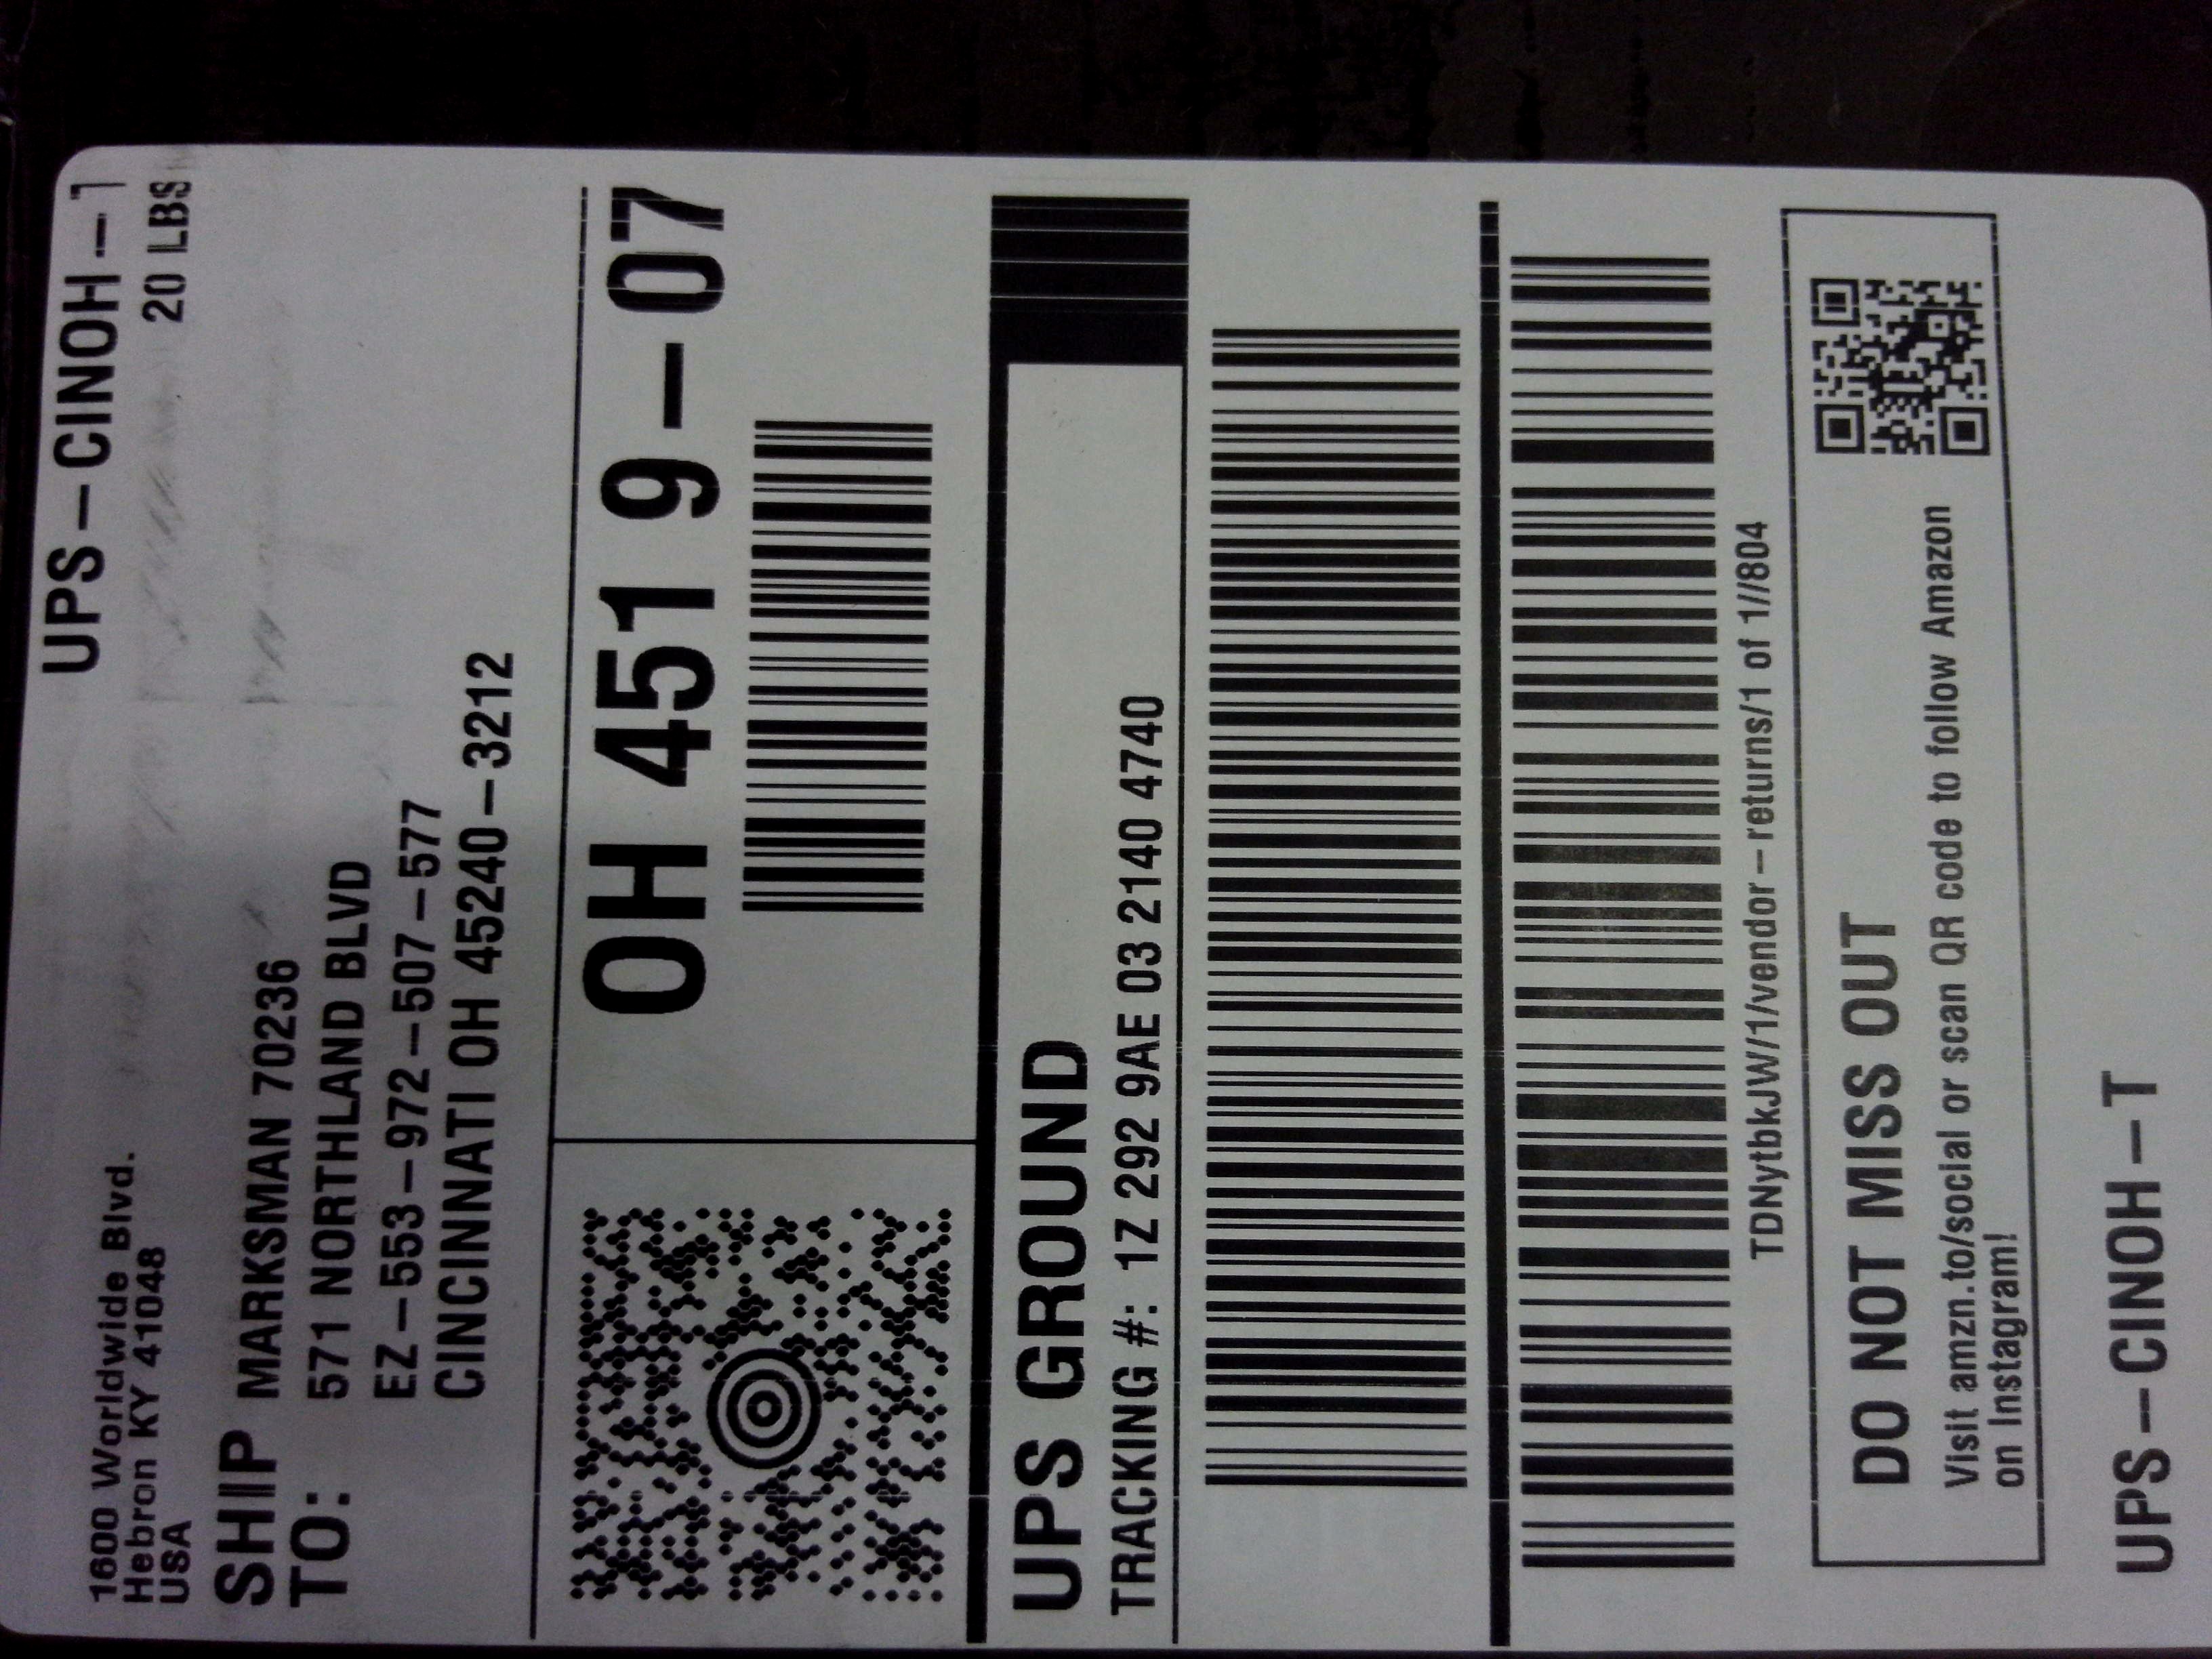 UPS-CINOH-T
20 LBS
1600 Worldwide Blvd.
Hebron KY 41048
USA
SHIP TO:
MARKSMAN 70236
571 NORTHLAND BLVD
EZ-553-972-507-577
CINCINNATI OH 45240-3212
OH 451 9-07
UPS GROUND
TRACKING #: 1Z 292 9AE 03 2140 4740
TDNytbkJW/1/vendor-returns/1 of 1//804
DO NOT MISS OUT
Visit amzn.to/social or scan QR code to follow Amazon
on Instagram!
UPS-CINOH-T